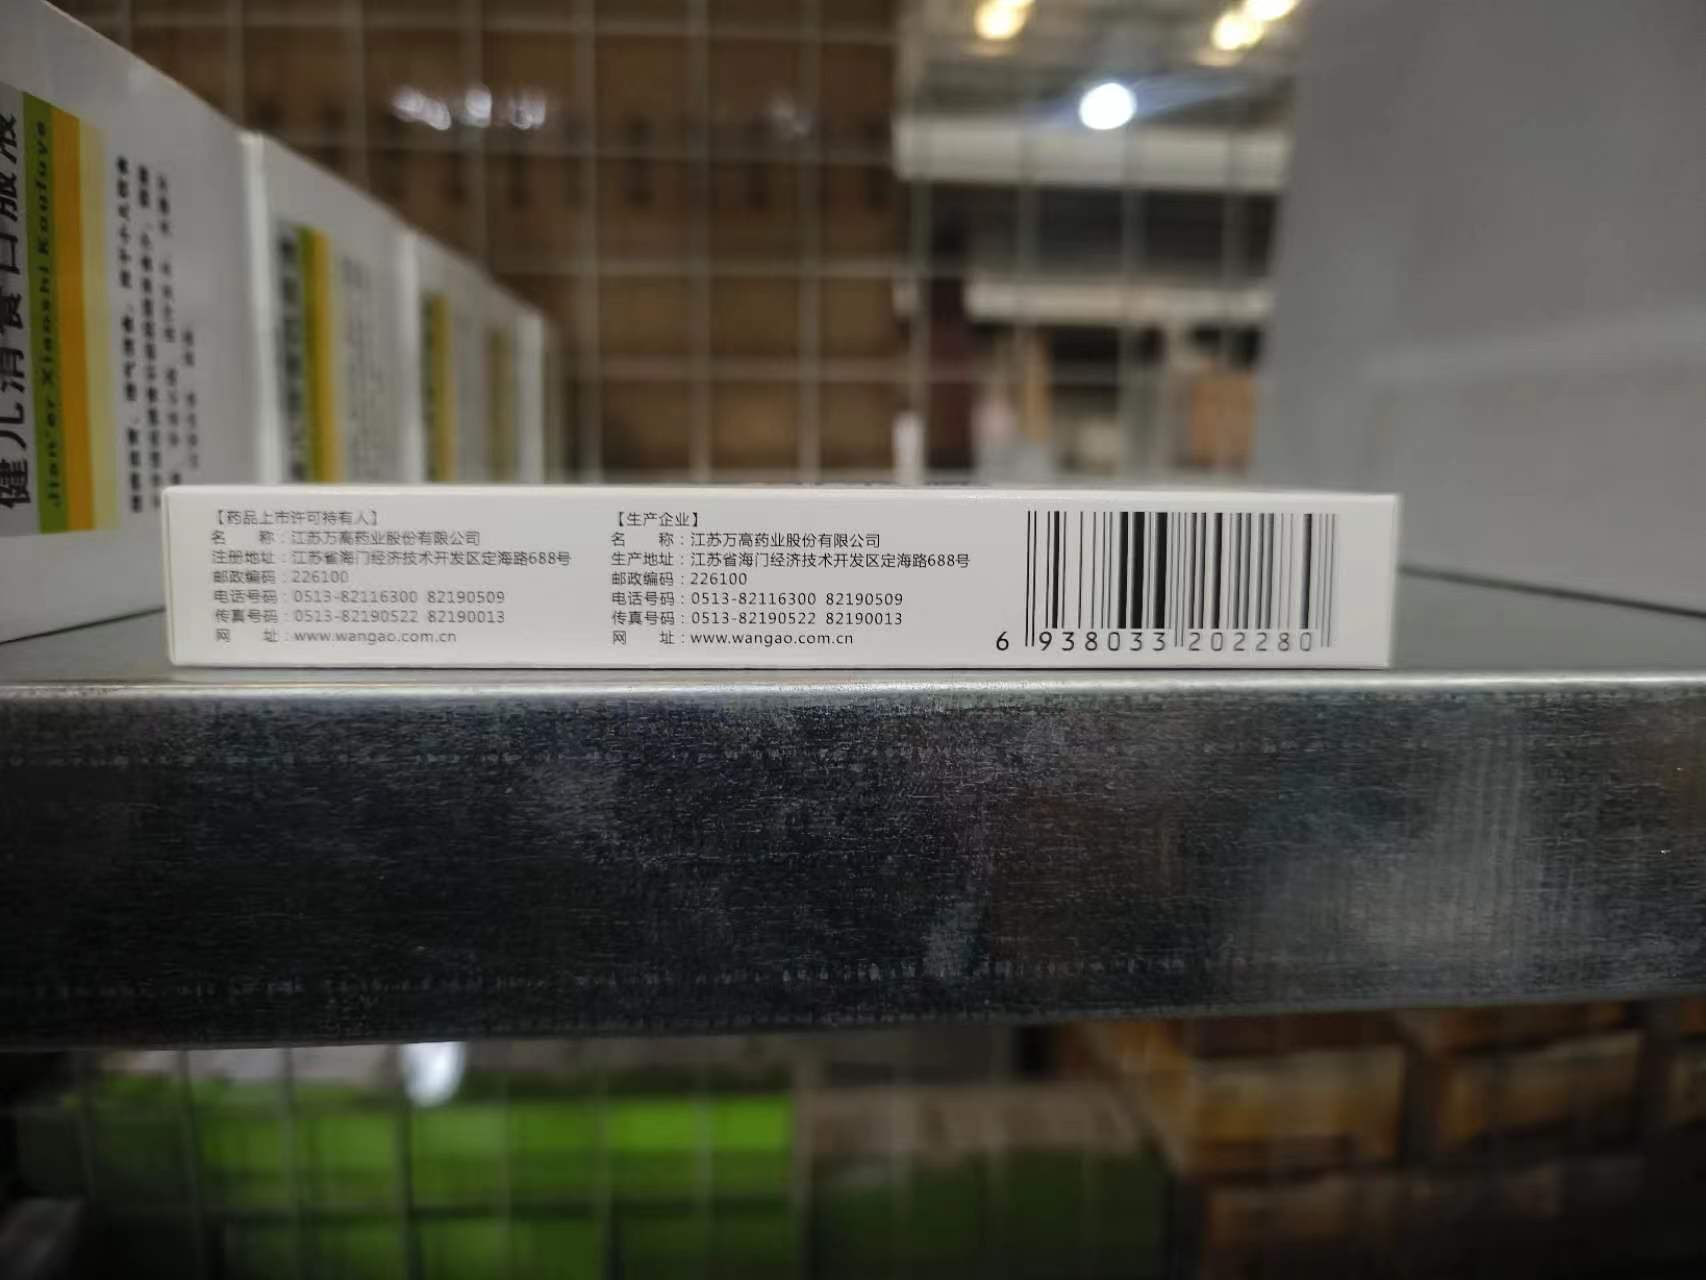 健儿消食口服液
Jian'er Xiaoshi Koufuye
【药品上市许可持有人】
名　　称：江苏万高药业股份有限公司
注册地址：江苏省海门经济技术开发区定海路688号
邮政编码：226100
电话号码：0513-82116300 82190509
传真号码：0513-82190522 82190013
网　　址：www.wangao.com.cn
【生产企业】
名　　称：江苏万高药业股份有限公司
生产地址：江苏省海门经济技术开发区定海路688号
邮政编码：226100
电话号码：0513-82116300 82190509
传真号码：0513-82190522 82190013
网　　址：www.wangao.com.cn
6 938033 202280